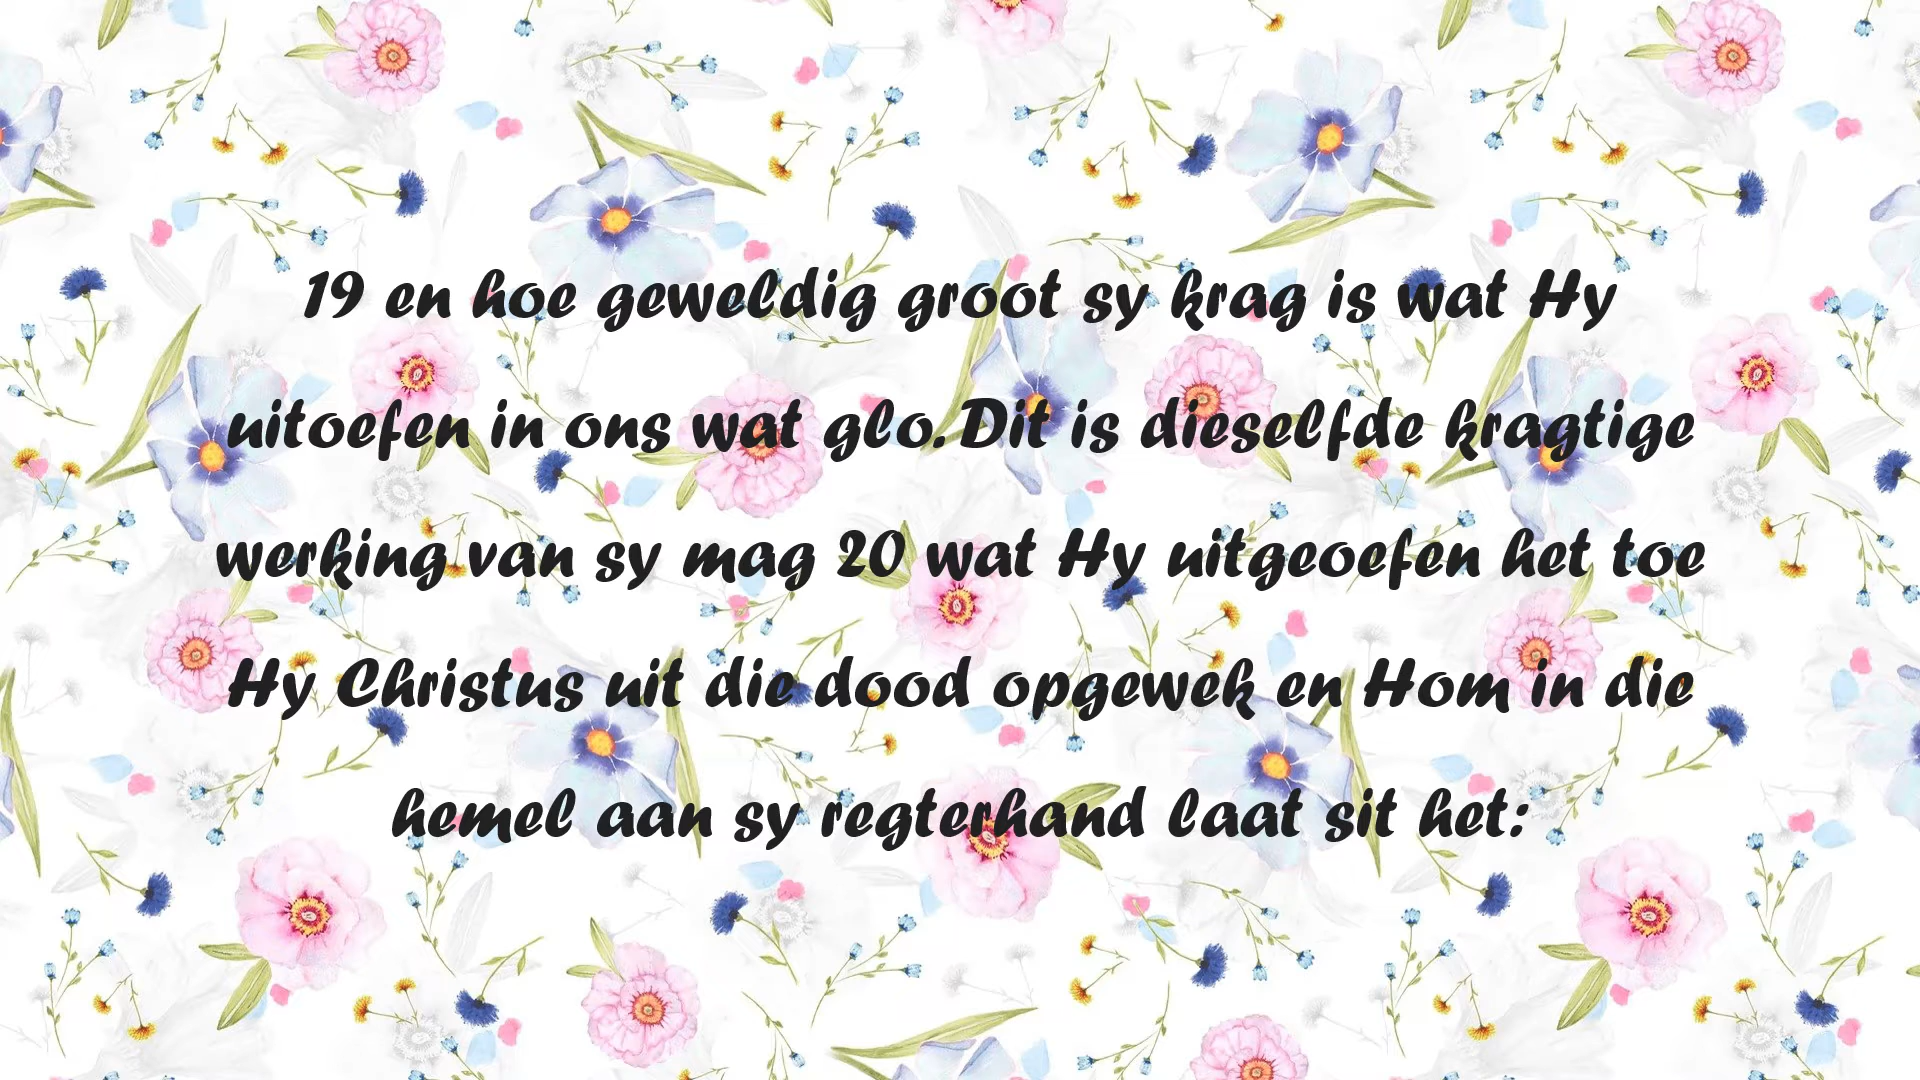 19 en hoe geweldig groot sy krag is wat Hy
uitoefen in ons wat glo. Dit is dieselfde kragtige
werking van sy mag 20 wat Hy uitgeoefen het toe
Hy Christus uit die dood opgewek en Hom in die
hemel aan sy regterhand laat sit het: